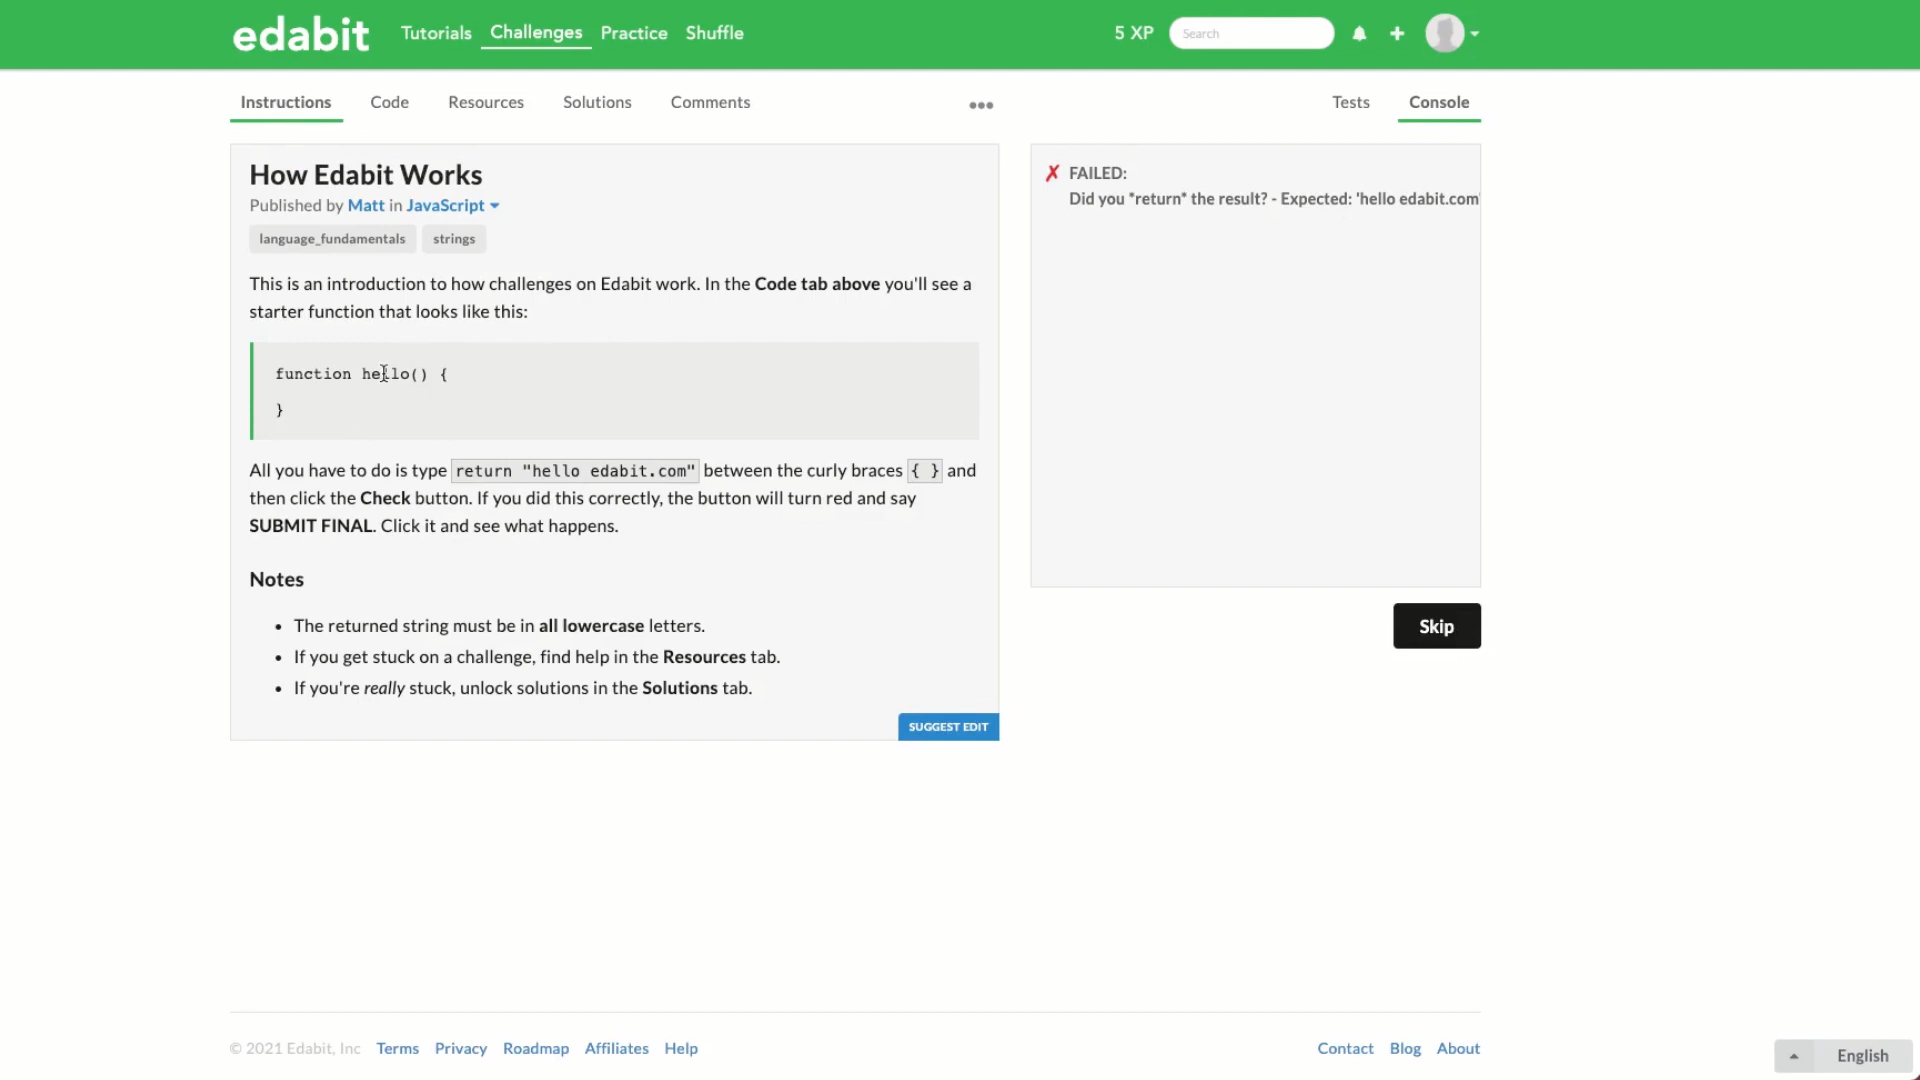 edabit
Tutorials Challenges Practice Shuffle
5 XP
Search
Instructions Code Resources Solutions Comments
Tests Console
How Edabit Works
Published by Matt in JavaScript
language_fundamentals strings
This is an introduction to how challenges on Edabit work. In the Code tab above you'll see a
starter function that looks like this:
function hello() {
}
All you have to do is type return "hello edabit.com" between the curly braces { } and
then click the Check button. If you did this correctly, the button will turn red and say
SUBMIT FINAL. Click it and see what happens.
Notes
• The returned string must be in all lowercase letters.
• If you get stuck on a challenge, find help in the Resources tab.
• If you're really stuck, unlock solutions in the Solutions tab.
SUGGEST EDIT
✗ FAILED:
Did you *return* the result? - Expected: 'hello edabit.com'
Skip
© 2021 Edabit, Inc Terms Privacy Roadmap Affiliates Help
Contact Blog About
English